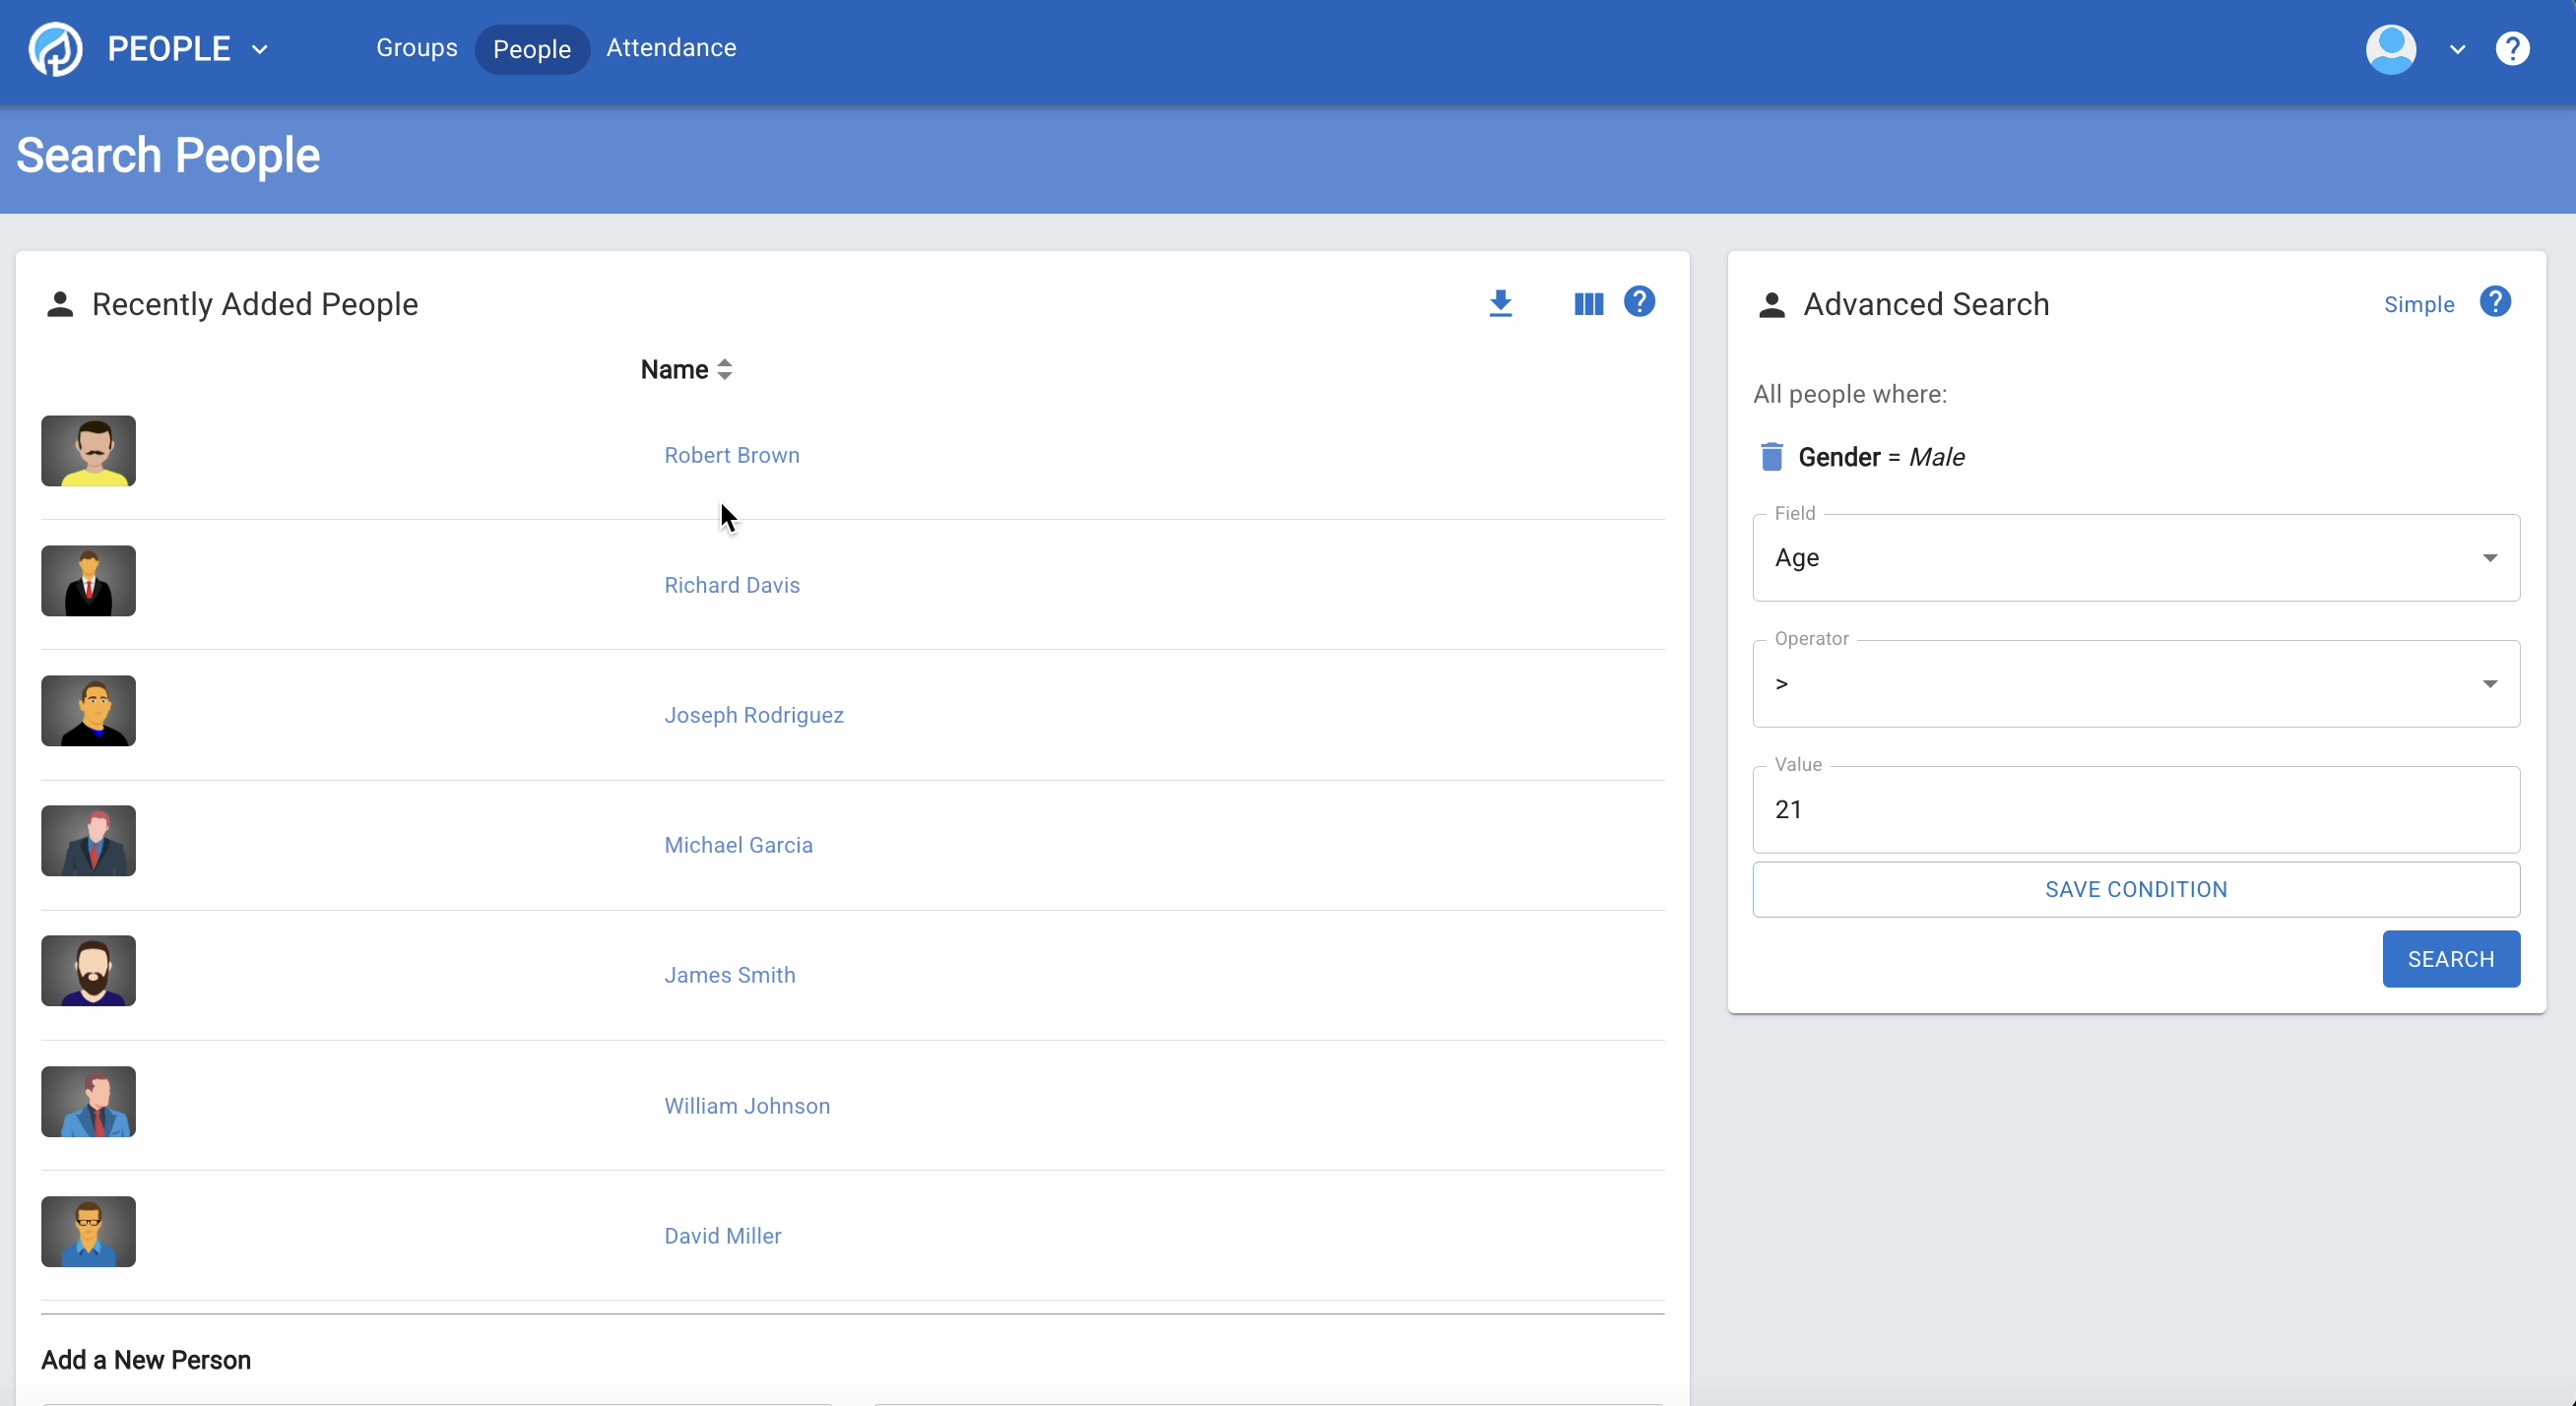 PEOPLE
Groups People Attendance
Search People
Recently Added People
Name
Robert Brown
Richard Davis
Joseph Rodriguez
Michael Garcia
James Smith
William Johnson
David Miller
Add a New Person
Advanced Search
Simple
All people where:
Gender = Male
Field
Age
Operator
>
Value
21
SAVE CONDITION
SEARCH